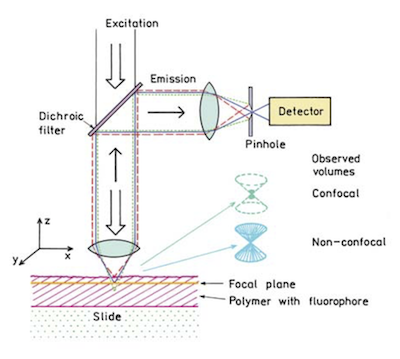 Excitation
Emission
Dichroic
filter
Detector
Pinhole
Observed
volumes
Confocal
Non-confocal
z
y
x
Focal plane
Polymer with fluorophore
Slide